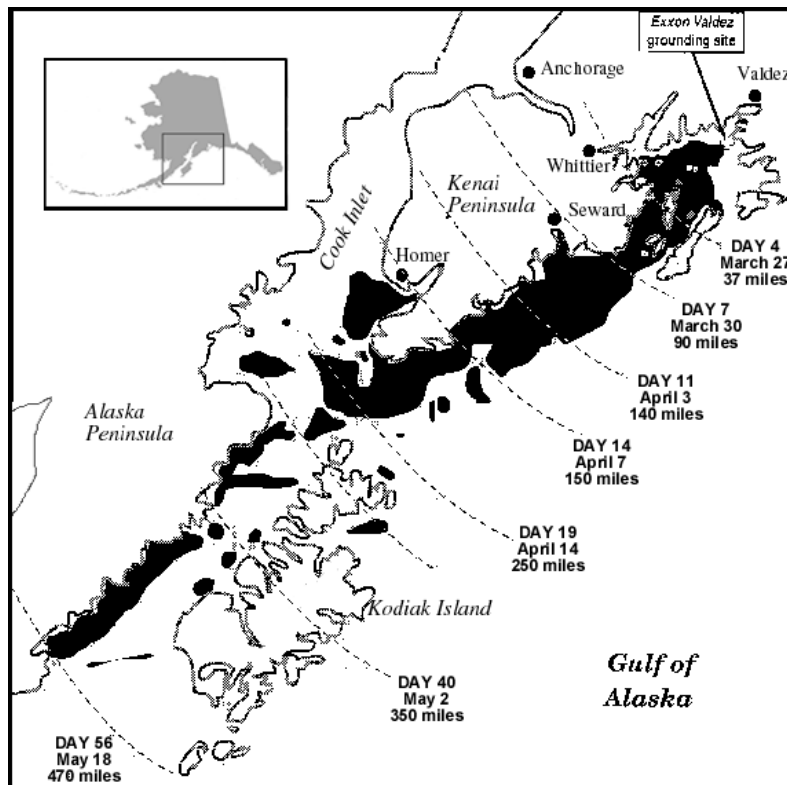 Exxon Valdez
grounding site
Anchorage
Valdez
Whittier
Kenai
Peninsula
Seward
Cook Inlet
Homer
DAY 4
March 27
37 miles
DAY 7
March 30
90 miles
DAY 11
April 3
140 miles
Alaska
Peninsula
DAY 14
April 7
150 miles
DAY 19
April 14
250 miles
Kodiak Island
Gulf of
Alaska
DAY 40
May 2
350 miles
DAY 56
May 18
470 miles